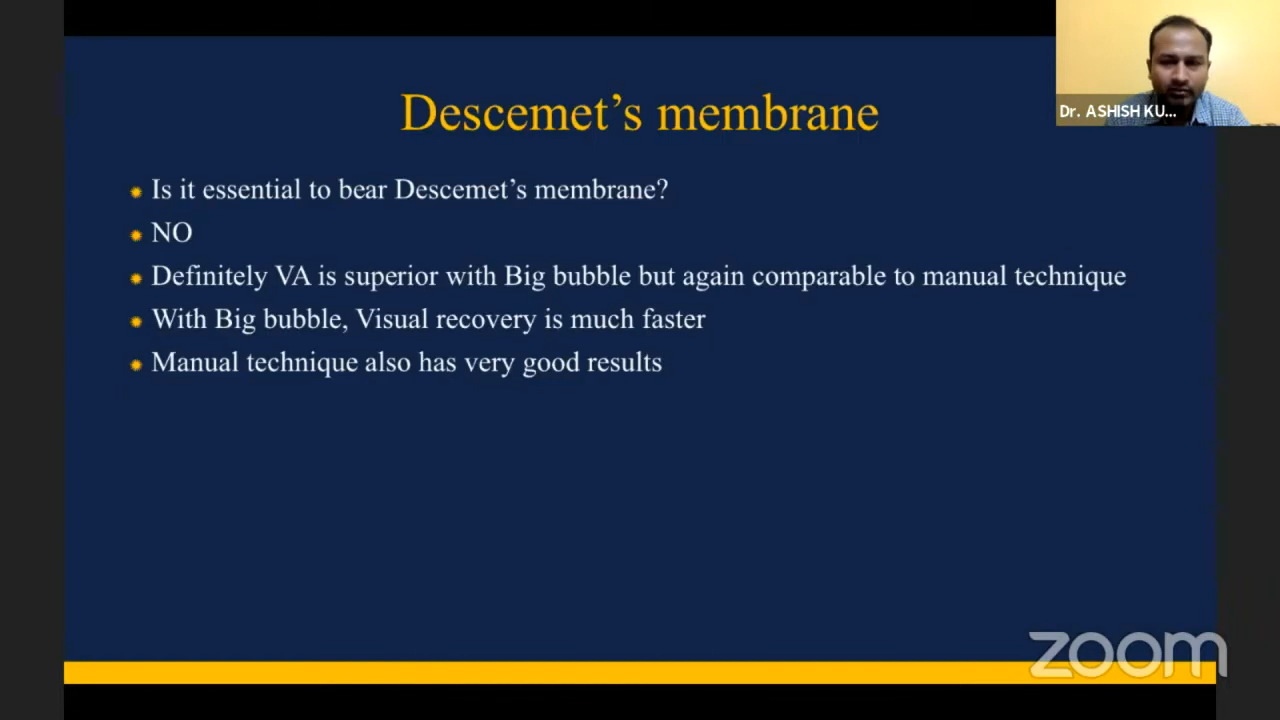 Descemet's membrane
Dr. ASHISH KU...
Is it essential to bear Descemet's membrane?
NO
Definitely VA is superior with Big bubble but again comparable to manual technique
With Big bubble, Visual recovery is much faster
Manual technique also has very good results
zoom